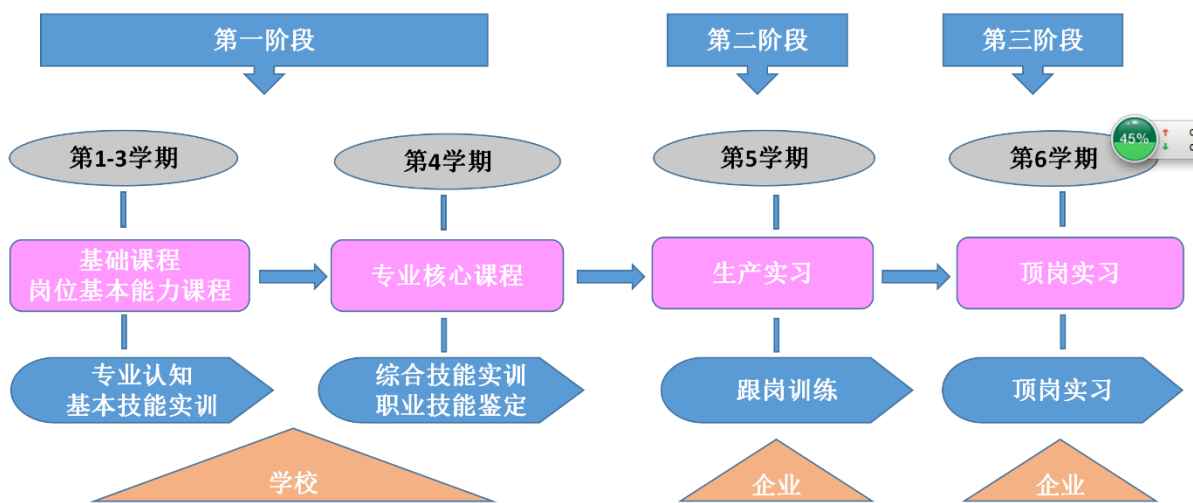 第一阶段
第二阶段
第三阶段
第1-3学期
第4学期
第5学期
第6学期
45%
基础课程
岗位基本能力课程
专业核心课程
生产实习
顶岗实习
专业认知
基本技能实训
综合技能实训
职业技能鉴定
跟岗训练
顶岗实习
学校
企业
企业